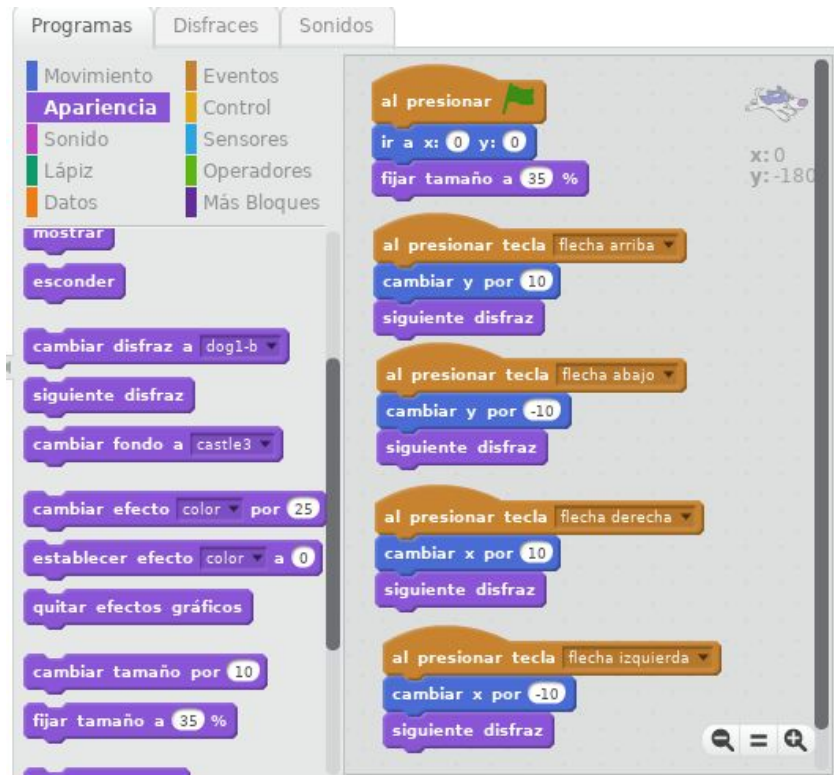 Programas Disfraces Sonidos
Movimiento Eventos
Apariencia Control
Sonido Sensores
Lápiz Operadores
Datos Más Bloques
mostrar
esconder
cambiar disfraz a dog1-b
siguiente disfraz
cambiar fondo a castle3
cambiar efecto color por 25
establecer efecto color a 0
quitar efectos gráficos
cambiar tamaño por 10
fijar tamaño a 35 %
al presionar
ir a x: 0 y: 0
fijar tamaño a 35 %
x: 0
y: -180
al presionar tecla flecha arriba
cambiar y por 10
siguiente disfraz
al presionar tecla flecha abajo
cambiar y por -10
siguiente disfraz
al presionar tecla flecha derecha
cambiar x por 10
siguiente disfraz
al presionar tecla flecha izquierda
cambiar x por -10
siguiente disfraz